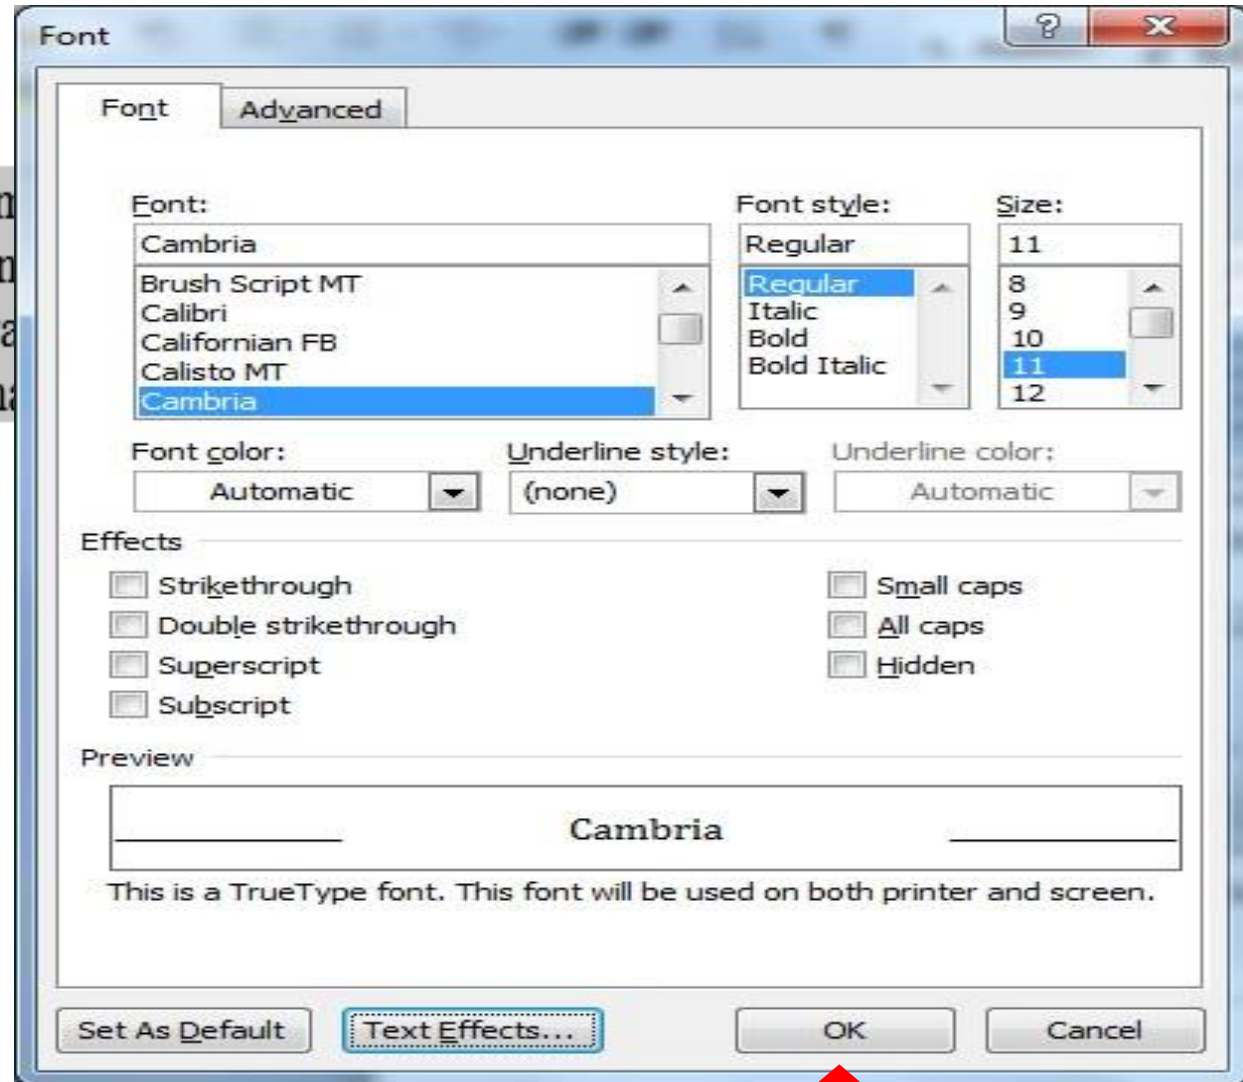 Font
Font Advanced
Font: Font style: Size:
Cambria Regular 11
Brush Script MT Regular 8
Calibri Italic 9
Californian FB Bold 10
Calisto MT Bold Italic 11
Cambria 12
Font color: Underline style: Underline color:
Automatic (none) Automatic
Effects
Strikethrough Small caps
Double strikethrough All caps
Superscript Hidden
Subscript
Preview
Cambria
This is a TrueType font. This font will be used on both printer and screen.
Set As Default Text Effects... OK Cancel